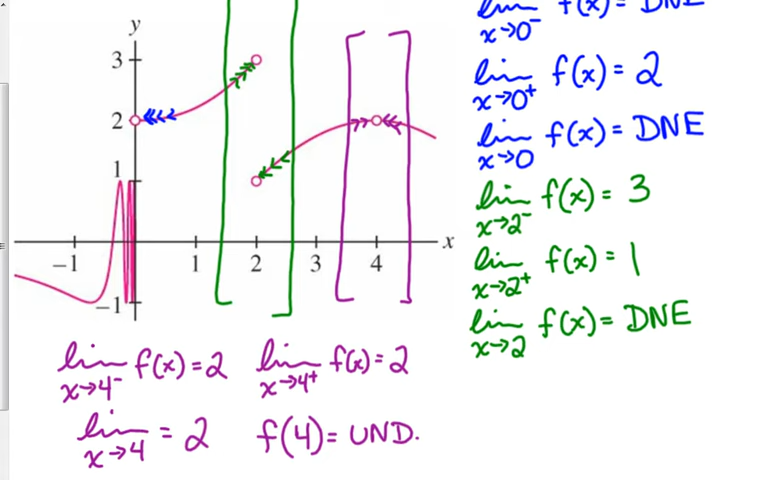 y
3
2
1
-1
-1 1 2 3 4 x
lim x→0⁻ f(x) = DNE
lim x→0⁺ f(x) = 2
lim x→0 f(x) = DNE
lim x→2⁻ f(x) = 3
lim x→2⁺ f(x) = 1
lim x→2 f(x) = DNE
lim x→4⁻ f(x) = 2 lim x→4⁺ f(x) = 2
lim x→4 = 2 f(4) = UND.